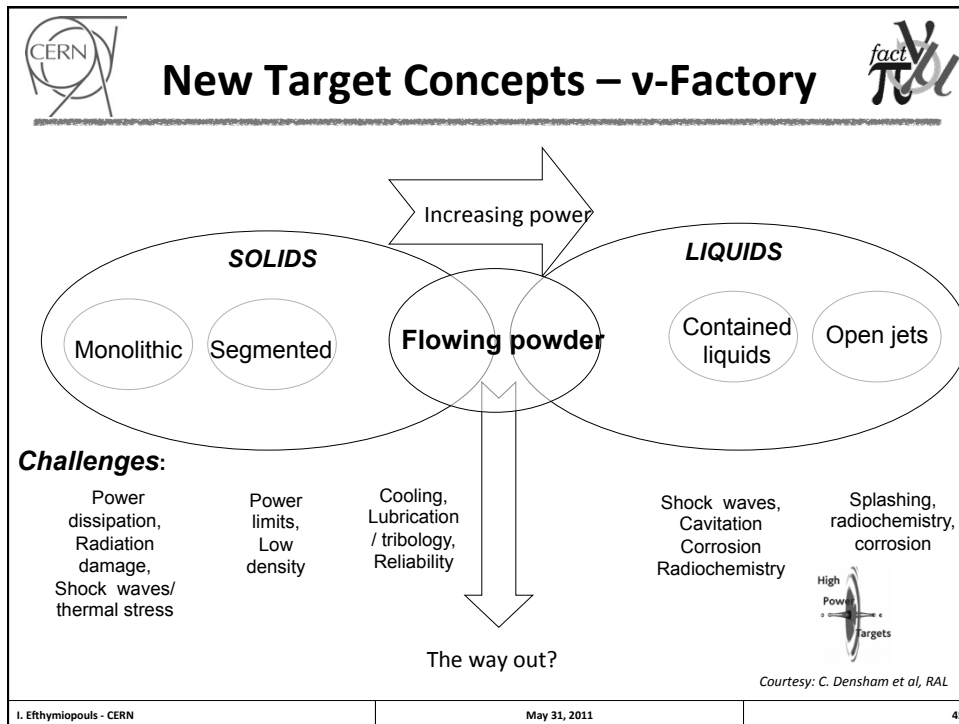 CERN
New Target Concepts – ν-Factory
fact
πνμ
Increasing power
SOLIDS
LIQUIDS
Monolithic
Segmented
Flowing powder
Contained
liquids
Open jets
Challenges:
Power
dissipation,
Radiation
damage,
Shock waves/
thermal stress
Power
limits,
Low
density
Cooling,
Lubrication
/ tribology,
Reliability
Shock waves,
Cavitation
Corrosion
Radiochemistry
Splashing,
radiochemistry,
corrosion
High
Power
Targets
The way out?
Courtesy: C. Densham et al, RAL
I. Efthymiopouls - CERN
May 31, 2011